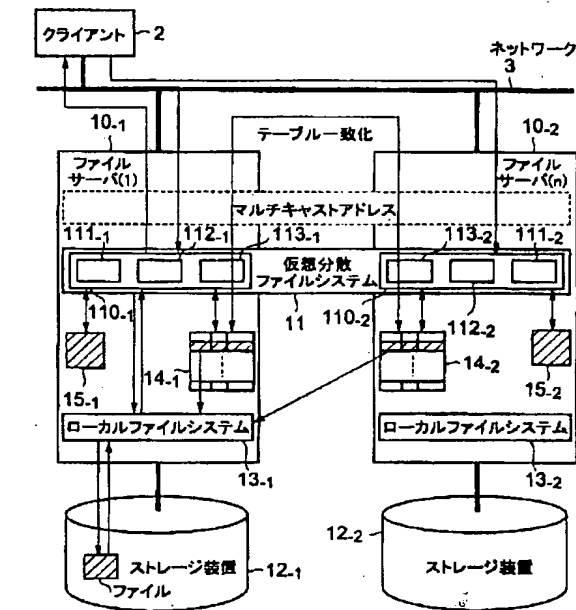 クライアント
2
ネットワーク
3
10-1
テーブル一致化
10-2
ファイル
サーバ(1)
ファイル
サーバ(n)
マルチキャストアドレス
111-1
112-1
113-1
113-2
111-2
仮想分散
ファイルシステム
110-1
11
110-2
112-2
15-1
14-1
14-2
15-2
ローカルファイルシステム
ローカルファイルシステム
13-1
13-2
12-2
ストレージ装置
12-1
ストレージ装置
ファイル